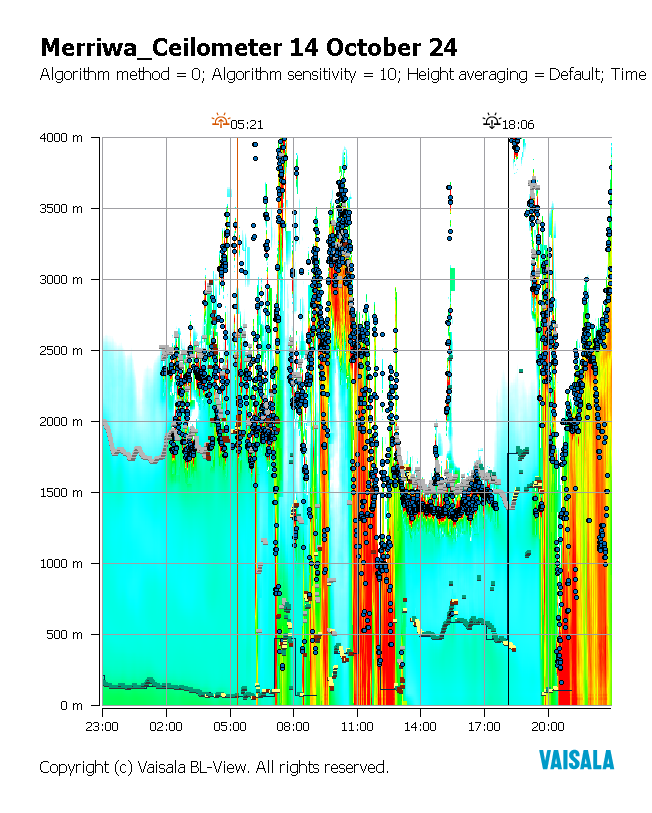 Merriwa_Ceilometer 14 October 24
Algorithm method = 0; Algorithm sensitivity = 10; Height averaging = Default; Time
05:21
18:06
4000 m
3500 m
3000 m
2500 m
2000 m
1500 m
1000 m
500 m
0 m
23:00 02:00 05:00 08:00 11:00 14:00 17:00 20:00
VAISALA
Copyright (c) Vaisala BL-View. All rights reserved.